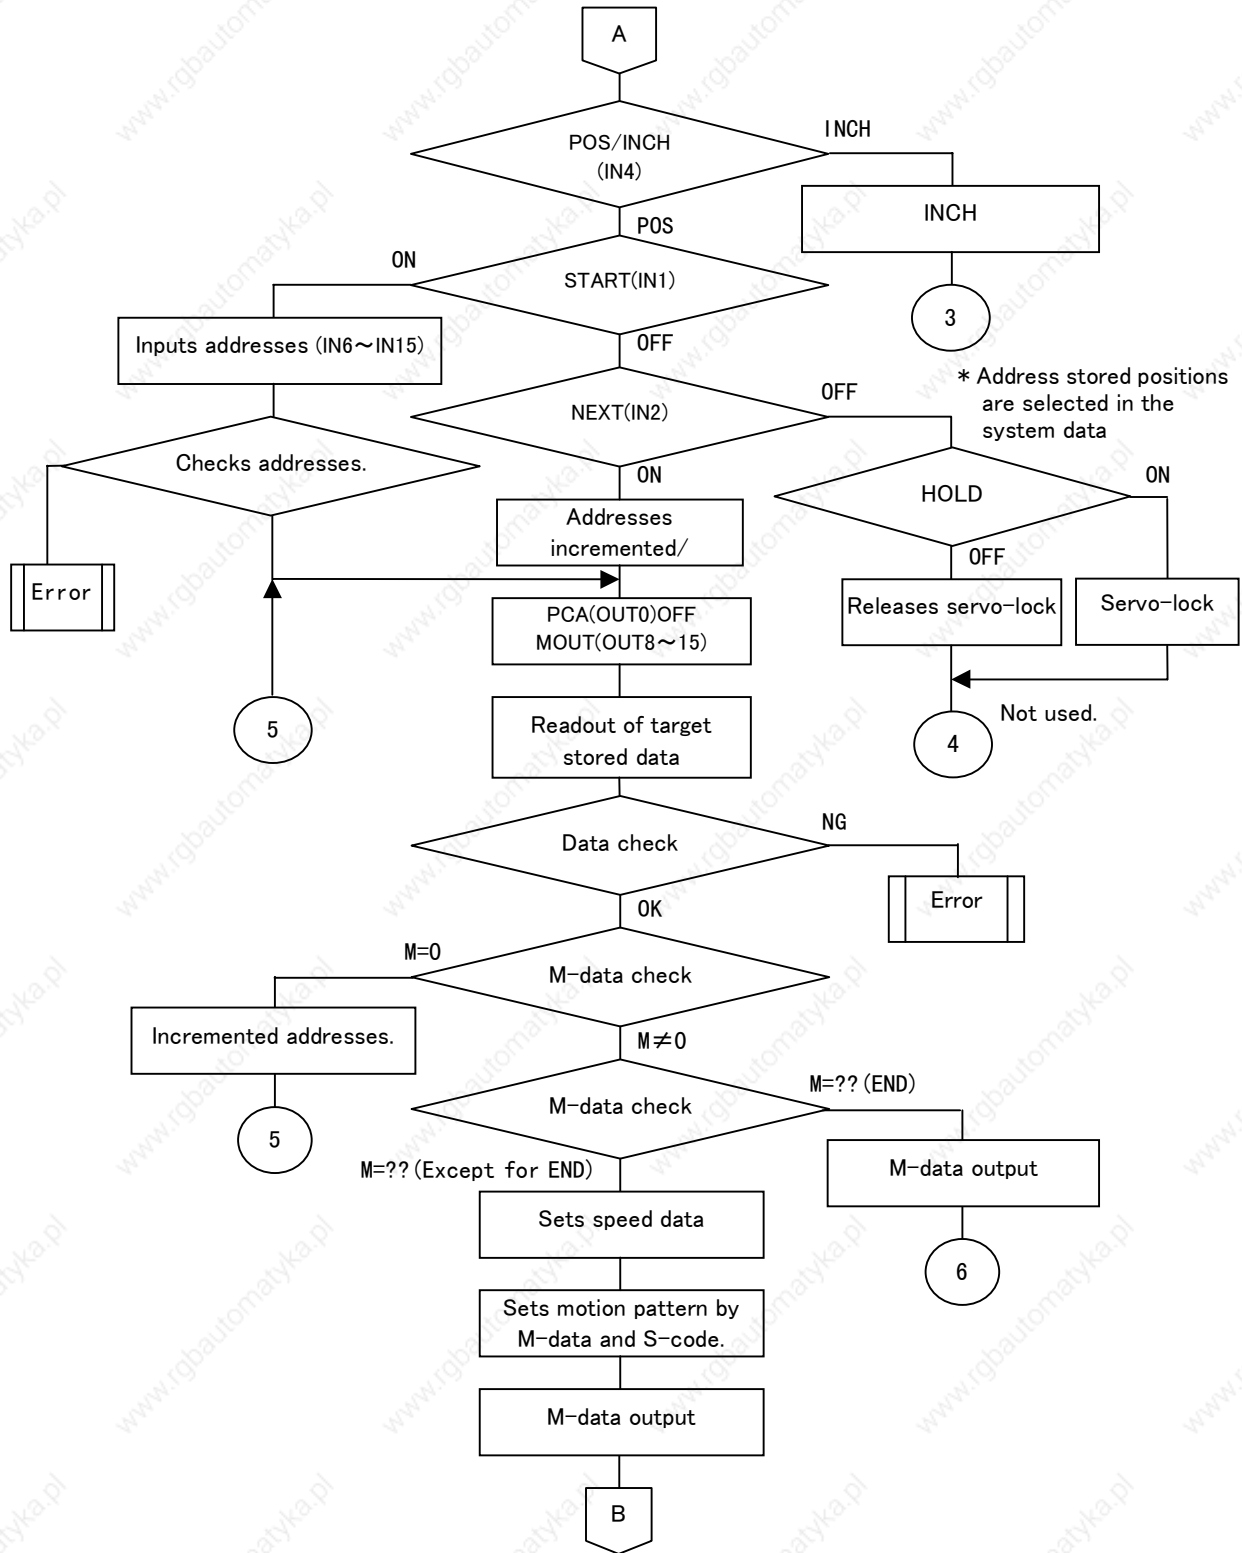 A
POS/INCH
(IN4)
INCH
INCH
POS
3
START(IN1)
ON
OFF
Inputs addresses (IN6～IN15)
* Address stored positions
are selected in the
system data
NEXT(IN2)
OFF
ON
Checks addresses.
HOLD
ON
OFF
Addresses
incremented/
Error
PCA(OUT0)OFF
MOUT(OUT8～15)
Releases servo-lock
Servo-lock
5
Readout of target
stored data
Not used.
4
Data check
NG
OK
Error
M=0
M-data check
M≠0
Incremented addresses.
M=??(END)
M-data check
5
M=??(Except for END)
M-data output
Sets speed data
6
Sets motion pattern by
M-data and S-code.
M-data output
B
www.rgbautomatyka.pl